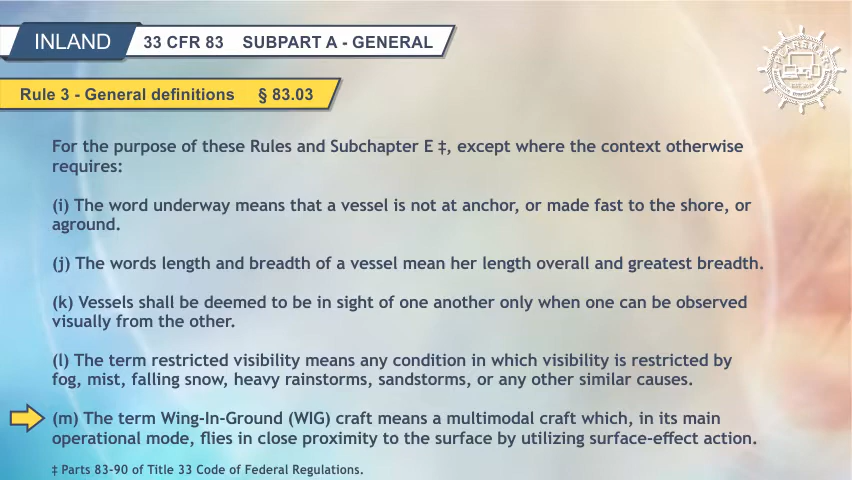 INLAND 33 CFR 83 SUBPART A - GENERAL
Rule 3 - General definitions § 83.03
For the purpose of these Rules and Subchapter E ‡, except where the context otherwise
requires:
(i) The word underway means that a vessel is not at anchor, or made fast to the shore, or
aground.
(j) The words length and breadth of a vessel mean her length overall and greatest breadth.
(k) Vessels shall be deemed to be in sight of one another only when one can be observed
visually from the other.
(l) The term restricted visibility means any condition in which visibility is restricted by
fog, mist, falling snow, heavy rainstorms, sandstorms, or any other similar causes.
(m) The term Wing-In-Ground (WIG) craft means a multimodal craft which, in its main
operational mode, flies in close proximity to the surface by utilizing surface-effect action.
‡ Parts 83-90 of Title 33 Code of Federal Regulations.